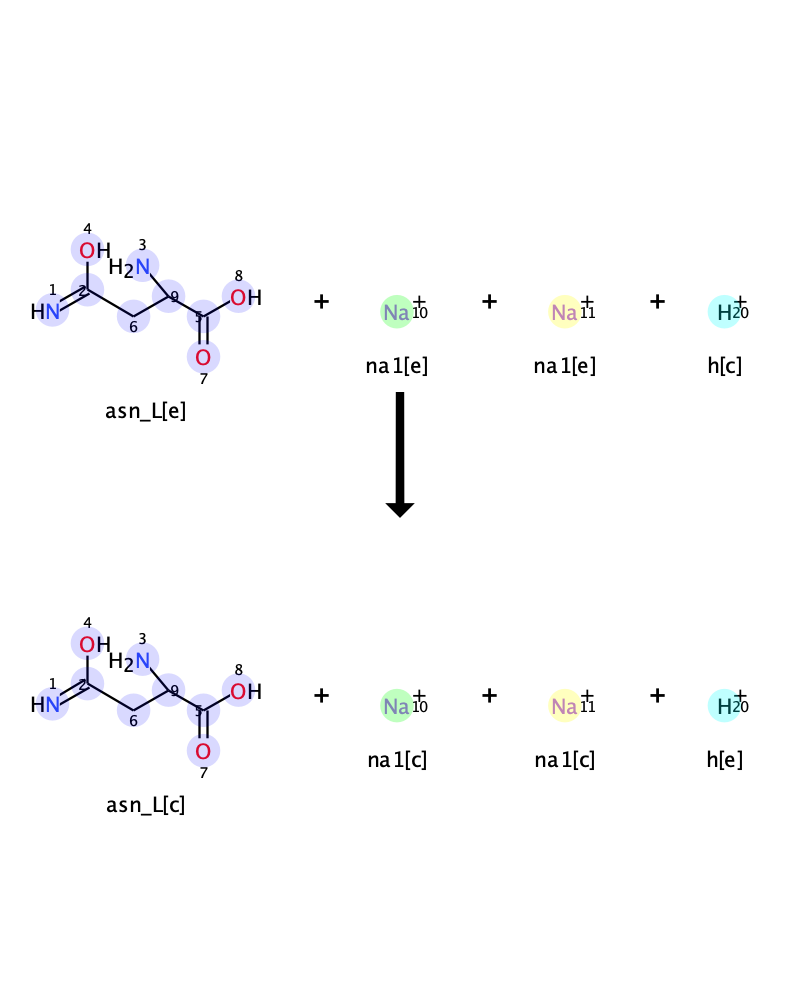 4
OH
3
H2N
1
HN
2
9
8
OH
5
6
O
7
+
Na+
10
+
Na+
11
+
H+
20
na1[e]
na1[e]
h[c]
asn_L[e]
4
OH
3
H2N
1
HN
2
9
8
OH
5
6
O
7
+
Na+
10
+
Na+
11
+
H+
20
na1[c]
na1[c]
h[e]
asn_L[c]